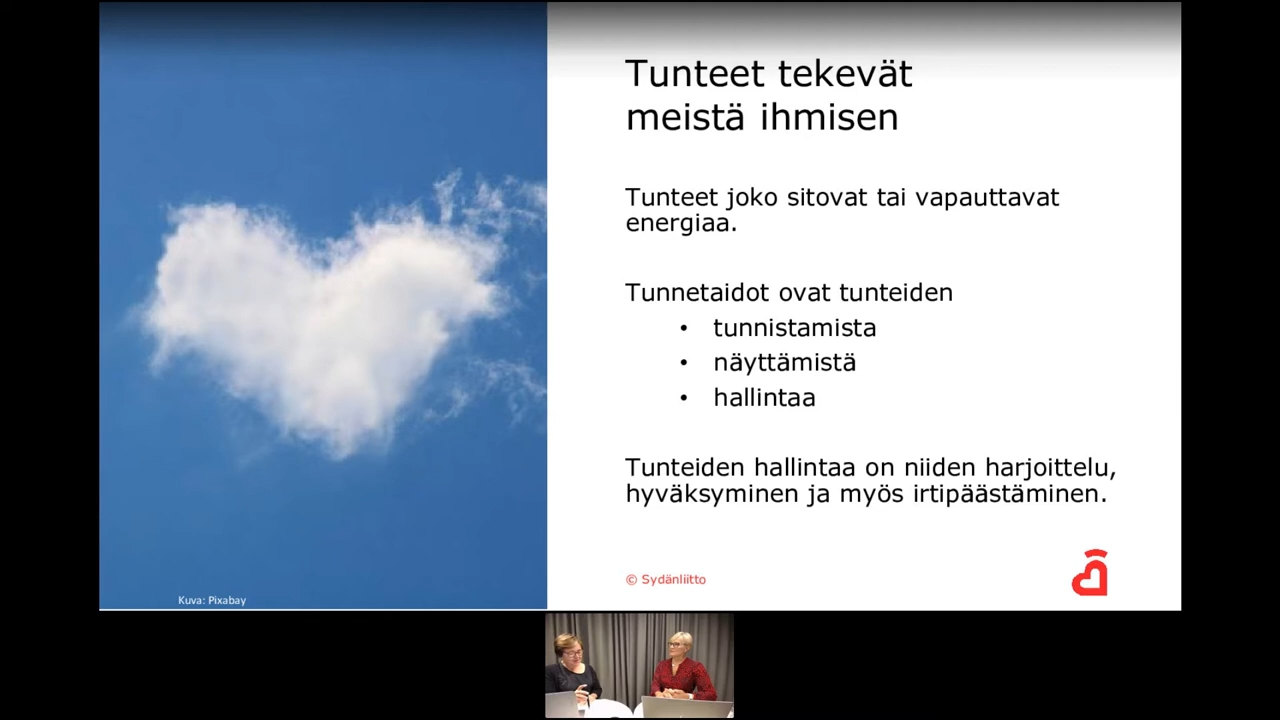 Tunteet tekevät
meistä ihmisen
Tunteet joko sitovat tai vapauttavat
energiaa.
Tunnetaidot ovat tunteiden
• tunnistamista
• näyttämistä
• hallintaa
Tunteiden hallintaa on niiden harjoittelu,
hyväksyminen ja myös irtipäästäminen.
© Sydänliitto
Kuva: Pixabay